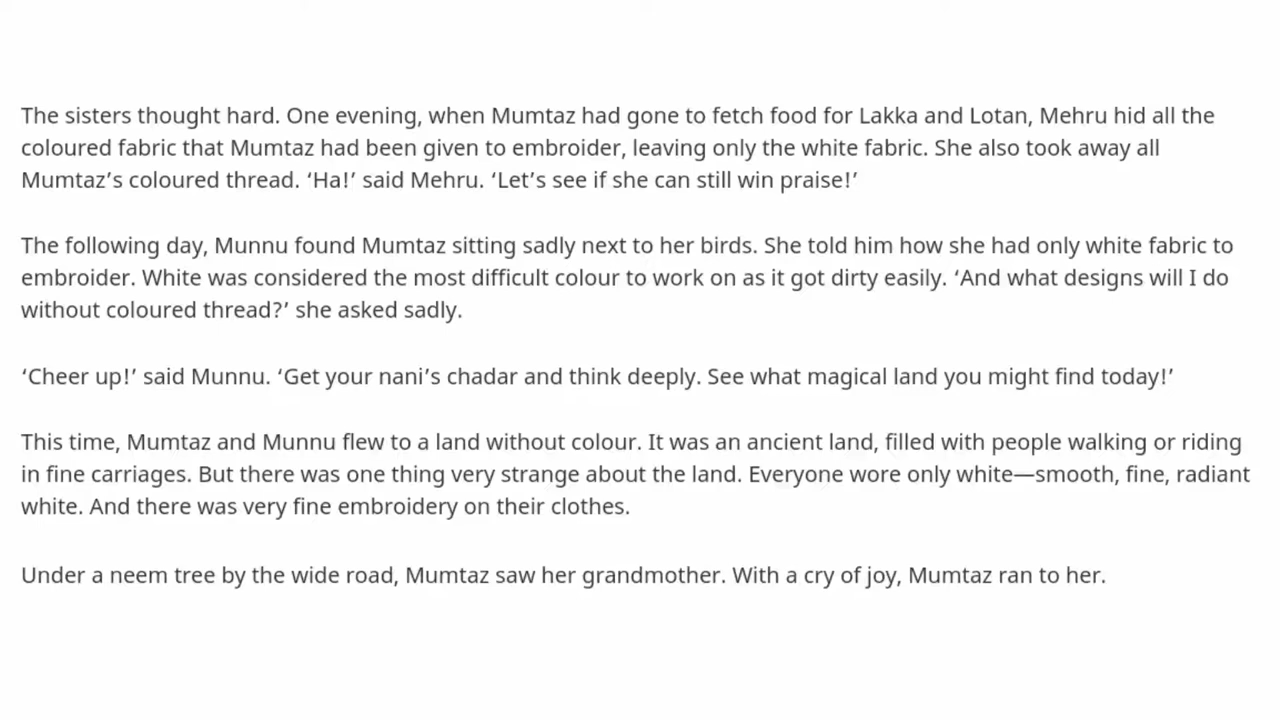 The sisters thought hard. One evening, when Mumtaz had gone to fetch food for Lakka and Lotan, Mehru hid all the
coloured fabric that Mumtaz had been given to embroider, leaving only the white fabric. She also took away all
Mumtaz’s coloured thread. ‘Ha!’ said Mehru. ‘Let’s see if she can still win praise!’
The following day, Munnu found Mumtaz sitting sadly next to her birds. She told him how she had only white fabric to
embroider. White was considered the most difficult colour to work on as it got dirty easily. ‘And what designs will I do
without coloured thread?’ she asked sadly.
‘Cheer up!’ said Munnu. ‘Get your nani’s chadar and think deeply. See what magical land you might find today!’
This time, Mumtaz and Munnu flew to a land without colour. It was an ancient land, filled with people walking or riding
in fine carriages. But there was one thing very strange about the land. Everyone wore only white—smooth, fine, radiant
white. And there was very fine embroidery on their clothes.
Under a neem tree by the wide road, Mumtaz saw her grandmother. With a cry of joy, Mumtaz ran to her.